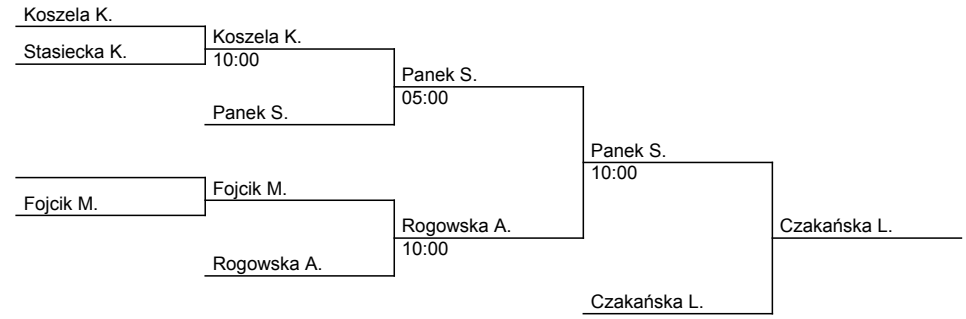 Koszela K.
Stasiecka K.
Koszela K.
10:00
Panek S.
Panek S.
05:00
Panek S.
10:00
Fojcik M.
Fojcik M.
Rogowska A.
Rogowska A.
10:00
Czakańska L.
Czakańska L.